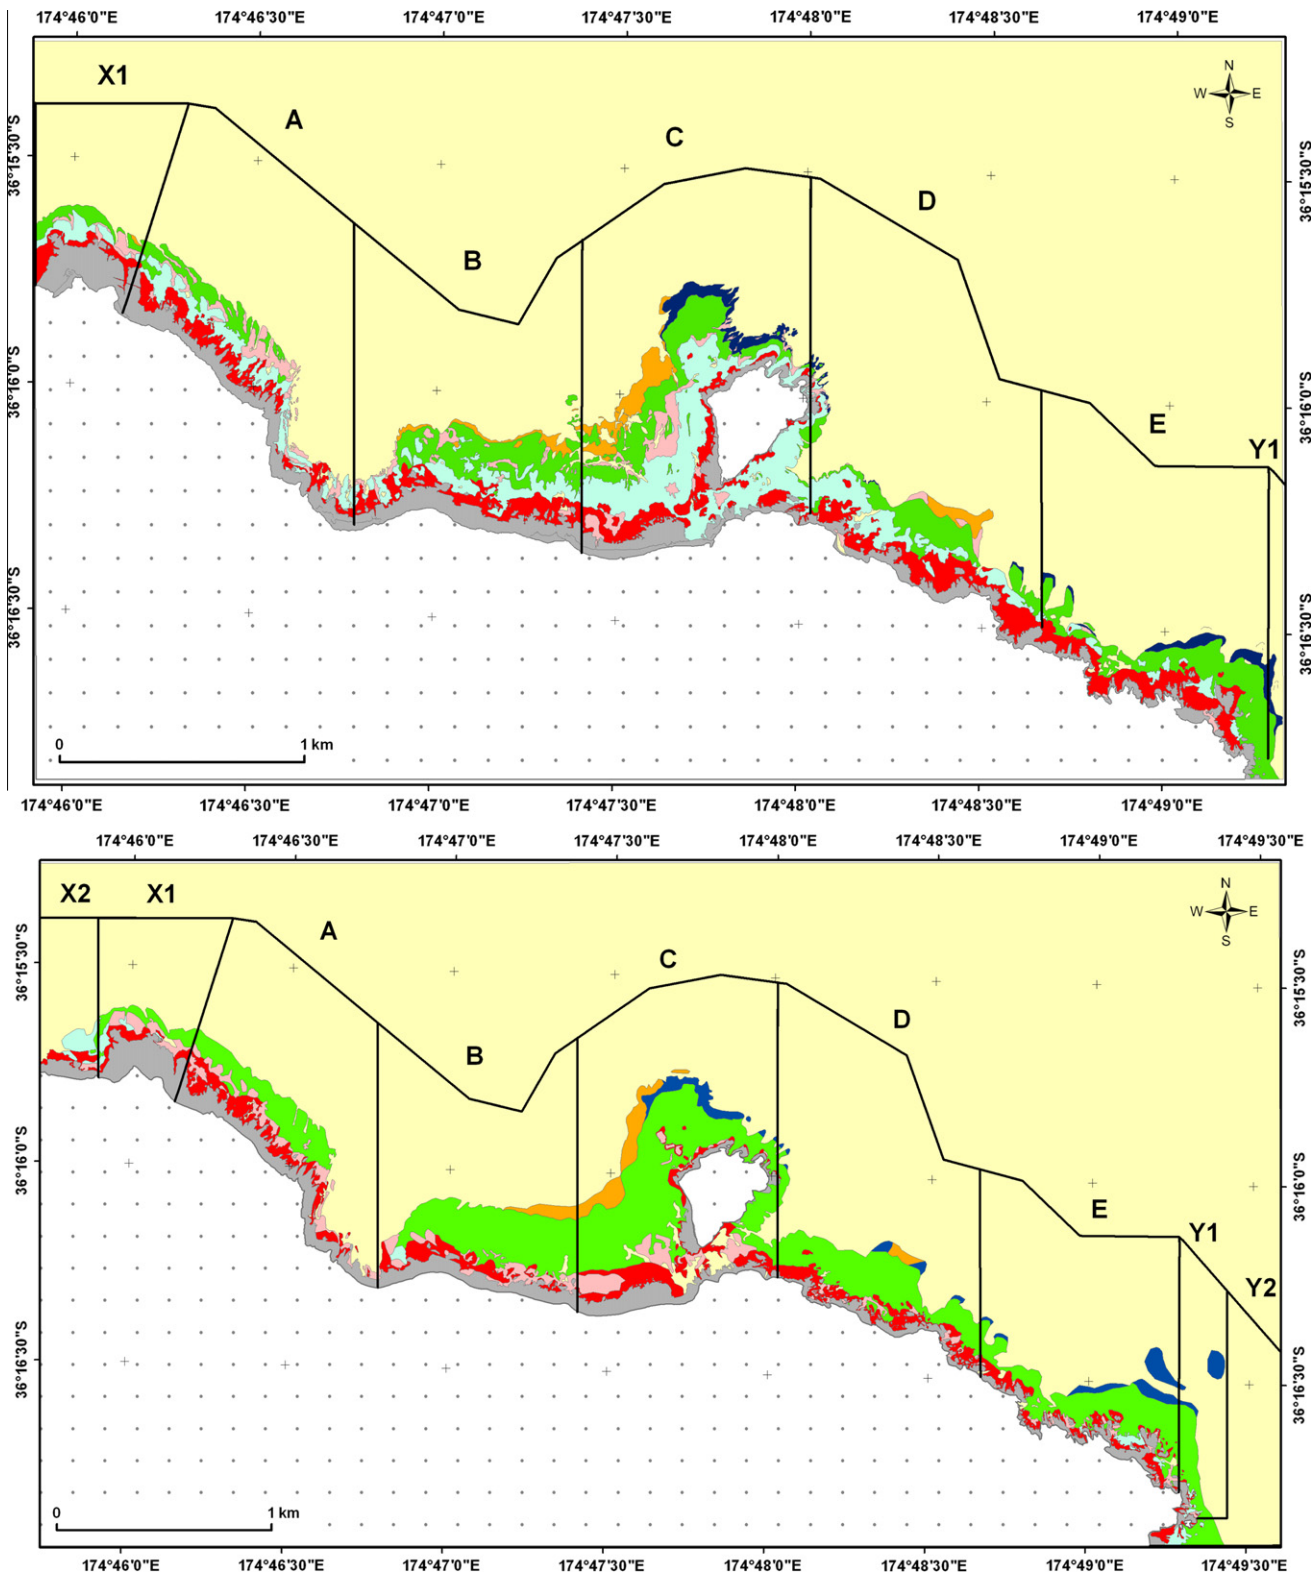 174°46'0"E 174°46'30"E 174°47'0"E 174°47'30"E 174°48'0"E 174°48'30"E 174°49'0"E
X1
A
B
C
D
E
Y1
N
W E
S
36°15'30"S 36°15'30"S
36°16'0"S 36°16'0"S
36°16'30"S 36°16'30"S
0 1 km
174°46'0"E 174°46'30"E 174°47'0"E 174°47'30"E 174°48'0"E 174°48'30"E 174°49'0"E
174°46'0"E 174°46'30"E 174°47'0"E 174°47'30"E 174°48'0"E 174°48'30"E 174°49'0"E 174°49'30"E
X2 X1
A
B
C
D
E
Y1
Y2
N
W E
S
36°15'30"S 36°15'30"S
36°16'0"S 36°16'0"S
36°16'30"S 36°16'30"S
0 1 km
174°46'0"E 174°46'30"E 174°47'0"E 174°47'30"E 174°48'0"E 174°48'30"E 174°49'0"E 174°49'30"E